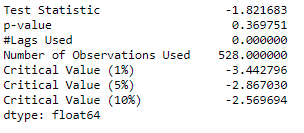 Test Statistic -1.821683
p-value 0.369751
#Lags Used 0.000000
Number of Observations Used 528.000000
Critical Value (1%) -3.442796
Critical Value (5%) -2.867030
Critical Value (10%) -2.569694
dtype: float64